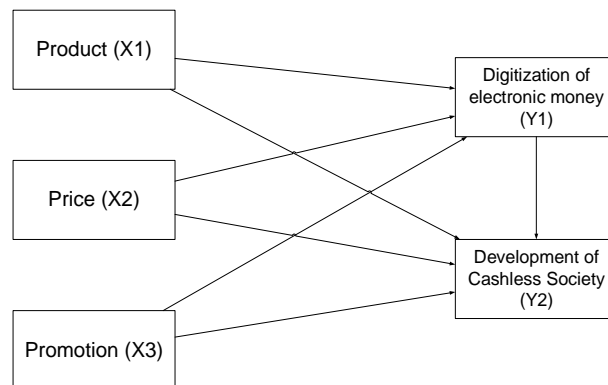 Product (X1)
Digitization of
electronic money
(Y1)
Price (X2)
Development of
Cashless Society
(Y2)
Promotion (X3)